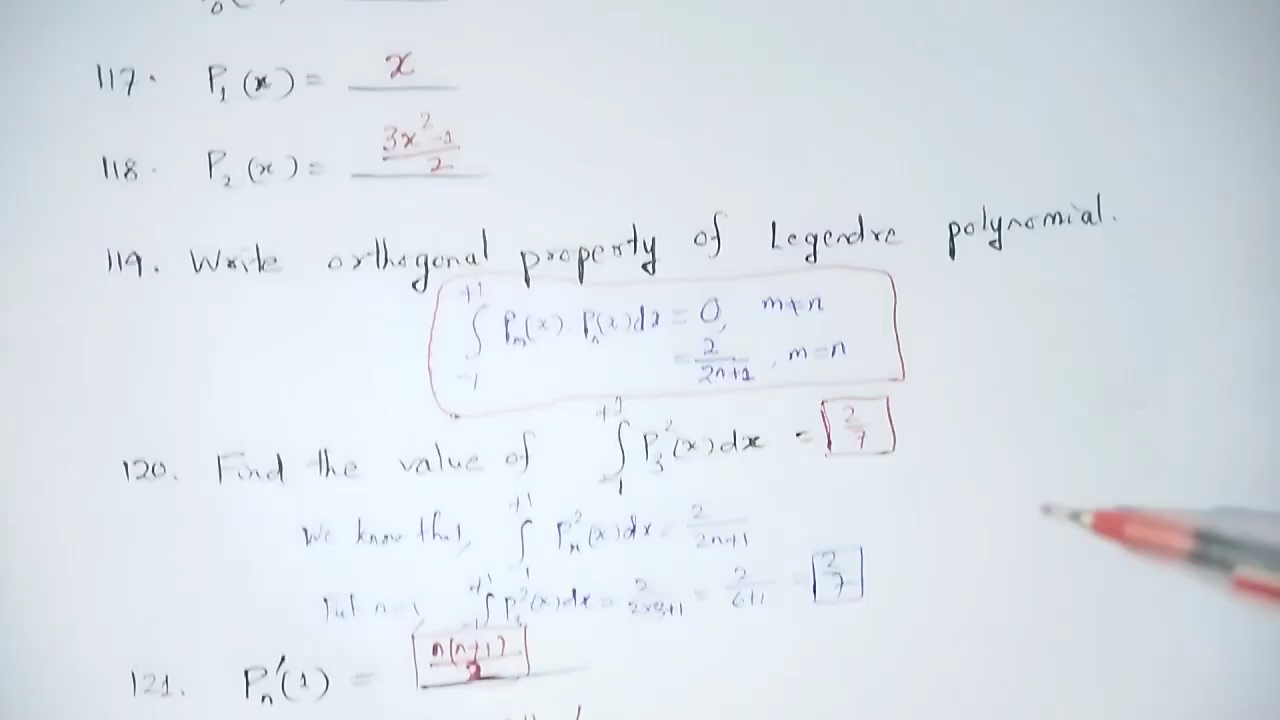 117. P₁(x) = x
118. P₂(x) = (3x²-1)/2
119. Write orthogonal property of Legendre polynomial.
∫₋₁⁺¹ Pₘ(x). Pₙ(x)dx = 0, m≠n
= 2/(2n+1), m=n
120. Find the value of ∫₋₁⁺¹ P₃²(x)dx = 2/7
We know that, ∫₋₁⁺¹ Pₙ²(x)dx = 2/(2n+1)
Put ∫₋₁⁺¹ P₃²(x)dx = 2/(2×3+1) = 2/(6+1) = 2/7
121. Pₙ'(1) = n(n+1)/2